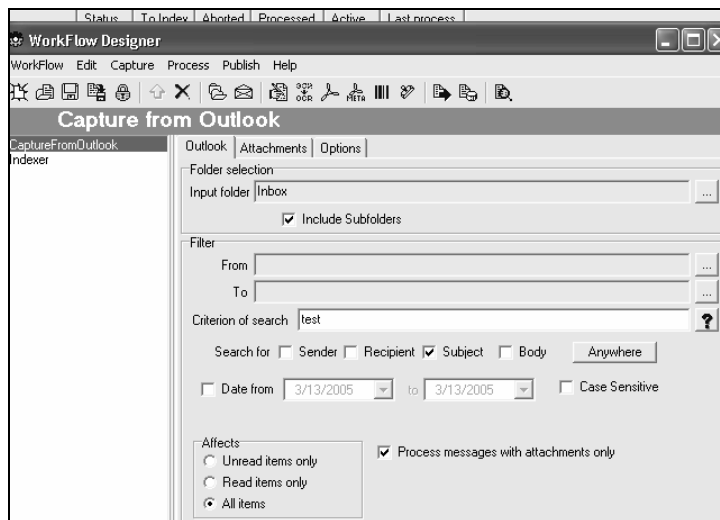 Status To Index Aborted Processed Active Last process
WorkFlow Designer
WorkFlow Edit Capture Process Publish Help
OCR META
Capture from Outlook
CaptureFromOutlook
Indexer
Outlook Attachments Options
Folder selection
Input folder Inbox ...
Include Subfolders
Filter
From ...
To ...
Criterion of search test ?
Search for Sender Recipient Subject Body Anywhere
Date from 3/13/2005 to 3/13/2005 Case Sensitive
Affects
Unread items only
Process messages with attachments only
Read items only
All items